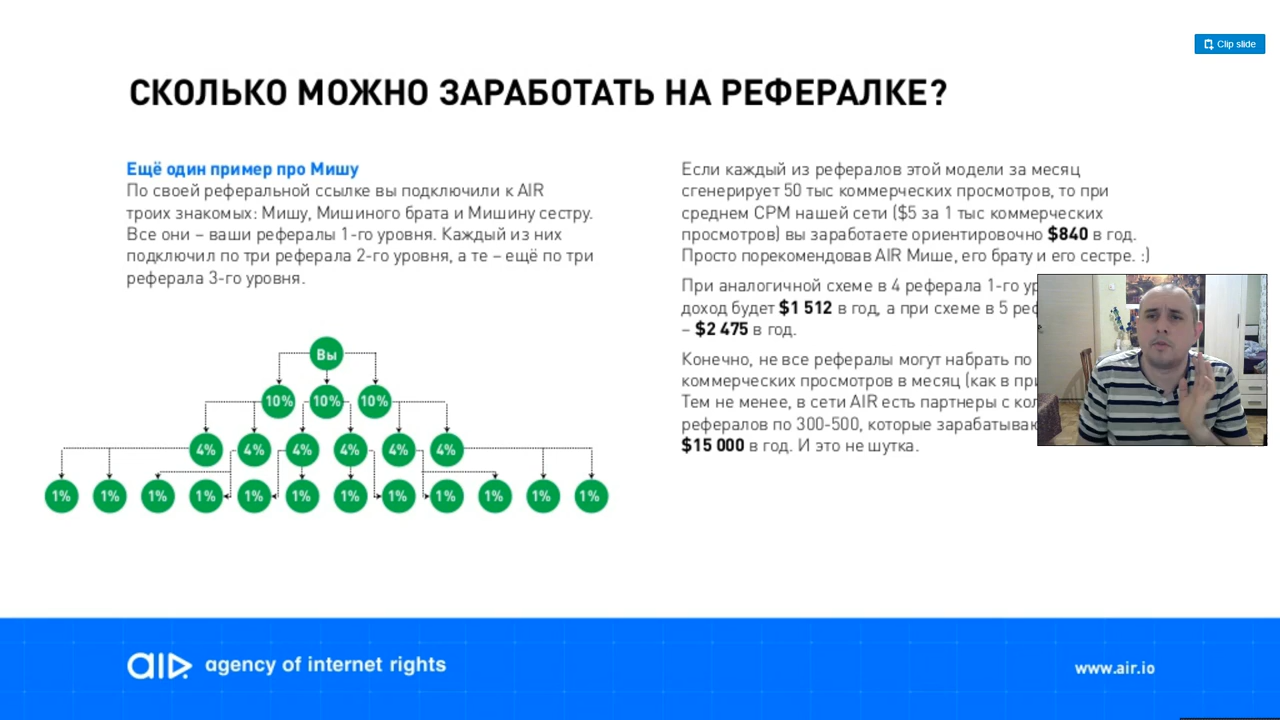 Clip slide
СКОЛЬКО МОЖНО ЗАРАБОТАТЬ НА РЕФЕРАЛКЕ?
Ещё один пример про Мишу
По своей реферальной ссылке вы подключили к AIR
троих знакомых: Мишу, Мишиного брата и Мишину сестру.
Все они – ваши рефералы 1-го уровня. Каждый из них
подключил по три реферала 2-го уровня, а те – ещё по три
реферала 3-го уровня.
Вы
10% 10% 10%
4% 4% 4% 4% 4% 4%
1% 1% 1% 1% 1% 1% 1% 1% 1% 1% 1% 1%
Если каждый из рефералов этой модели за месяц
сгенерирует 50 тыс коммерческих просмотров, то при
среднем CPM нашей сети ($5 за 1 тыс коммерческих
просмотров) вы заработаете ориентировочно $840 в год.
Просто порекомендовав AIR Мише, его брату и его сестре. :)
При аналогичной схеме в 4 реферала 1-го
доход будет $1 512 в год, а при схеме в 5
– $2 475 в год.
Конечно, не все рефералы могут набрать по
коммерческих просмотров в месяц (как в
Тем не менее, в сети AIR есть партнеры с
рефералов по 300-500, которые
$15 000 в год. И это не шутка.
agency of internet rights
www.air.io